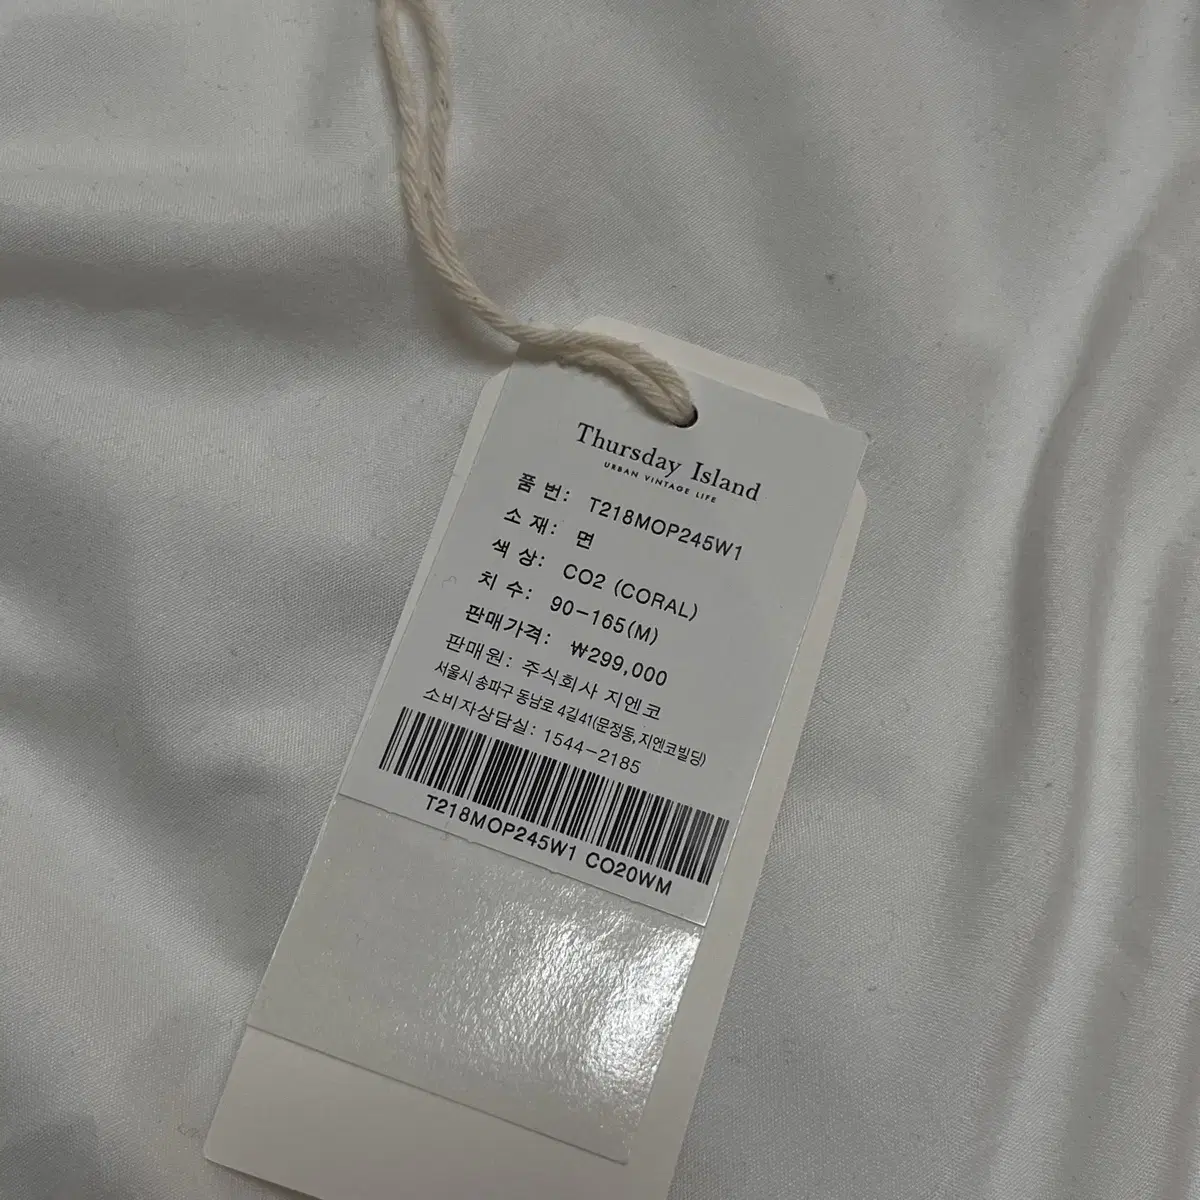 Thursday Island
URBAN VINTAGE LIFE
품 번: T218MOP245W1
소 재: 면
색 상: CO2 (CORAL)
치 수: 90-165(M)
판매가격: ₩299,000
판매원: 주식회사 지엔코
서울시 송파구 동남로 4길41(문정동, 지엔코빌딩)
소비자상담실: 1544-2185
T218MOP245W1 CO20WM